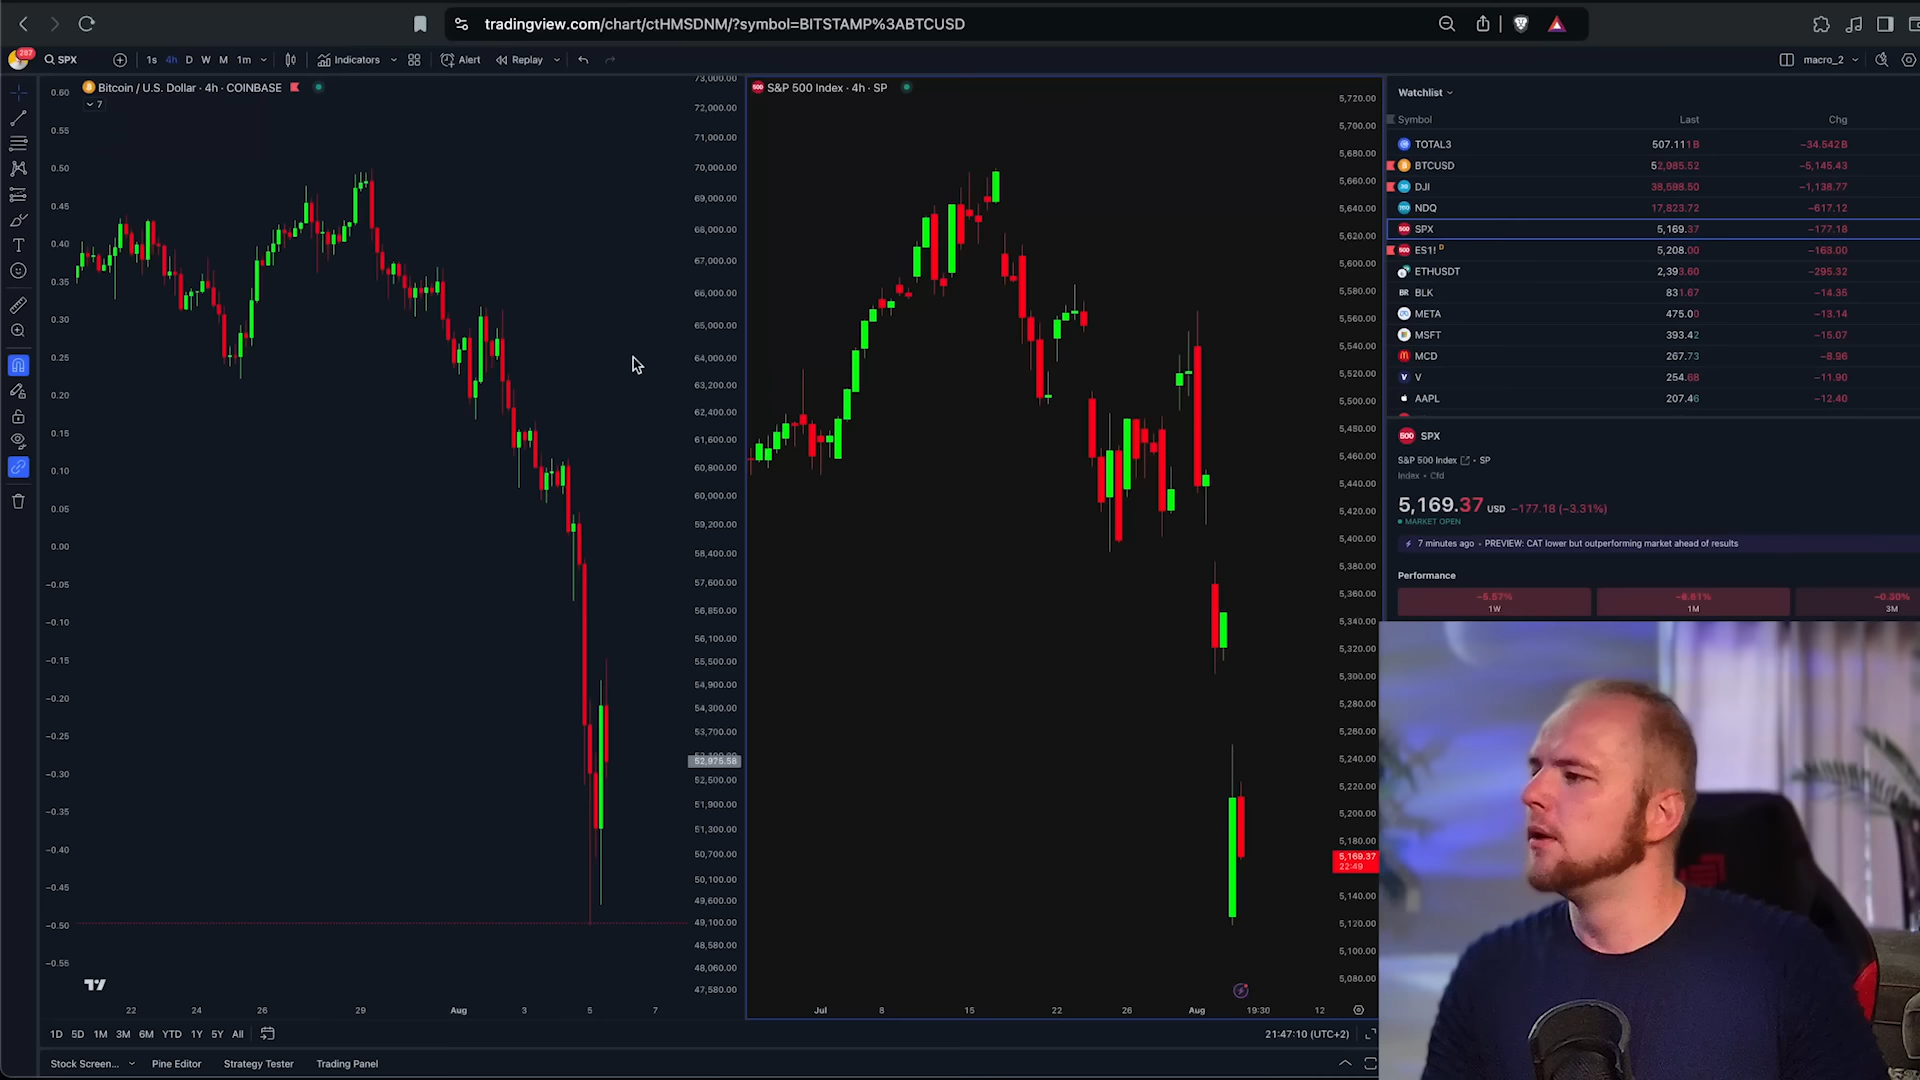 tradingview.com/chart/ctHMSDNM/?symbol=BITSTAMP%3ABTCUSD
287
SPX
1s 4h D W M 1m
Indicators
Alert
Replay
macro_2
Bitcoin / U.S. Dollar · 4h · COINBASE
7
0.60
0.55
0.50
0.45
0.40
0.35
0.30
0.25
0.20
0.15
0.10
0.05
0.00
−0.05
−0.10
−0.15
−0.20
−0.25
−0.30
−0.35
−0.40
−0.45
−0.50
−0.55
73,000.00
72,000.00
71,000.00
70,000.00
69,000.00
68,000.00
67,000.00
66,000.00
65,000.00
64,000.00
63,200.00
62,400.00
61,600.00
60,800.00
60,000.00
59,200.00
58,400.00
57,600.00
56,850.00
56,100.00
55,500.00
54,900.00
54,300.00
53,700.00
52,975.58
52,500.00
51,900.00
51,300.00
50,700.00
50,100.00
49,600.00
49,100.00
48,580.00
48,060.00
47,580.00
22 24 26 29 Aug 3 5 7
S&P 500 Index · 4h · SP
5,720.00
5,700.00
5,680.00
5,660.00
5,640.00
5,620.00
5,600.00
5,580.00
5,560.00
5,540.00
5,520.00
5,500.00
5,480.00
5,460.00
5,440.00
5,420.00
5,400.00
5,380.00
5,360.00
5,340.00
5,320.00
5,300.00
5,280.00
5,260.00
5,240.00
5,220.00
5,200.00
5,180.00
5,169.37
22:49
5,140.00
5,120.00
5,100.00
5,080.00
Jul 8 15 22 26 Aug 19:30 12
Watchlist
Symbol Last Chg
TOTAL3 507.111B −34.542B
BTCUSD 52,985.52 −5,145.43
DJI 38,598.50 −1,138.77
NDQ 17,823.72 −617.12
SPX 5,169.37 −177.18
ES1! D 5,208.00 −163.00
ETHUSDT 2,393.60 −295.32
BLK 831.67 −14.36
META 475.00 −13.14
MSFT 393.42 −15.07
MCD 267.73 −8.96
V 254.68 −11.90
AAPL 207.46 −12.40
500 SPX
S&P 500 Index · SP
Index · Cfd
5,169.37 USD −177.18 (−3.31%)
MARKET OPEN
7 minutes ago · PREVIEW: CAT lower but outperforming market ahead of results
Performance
−5.57%
1W
−6.61%
1M
−0.30%
3M
1D 5D 1M 3M 6M YTD 1Y 5Y All
21:47:10 (UTC+2)
Stock Screen... Pine Editor Strategy Tester Trading Panel